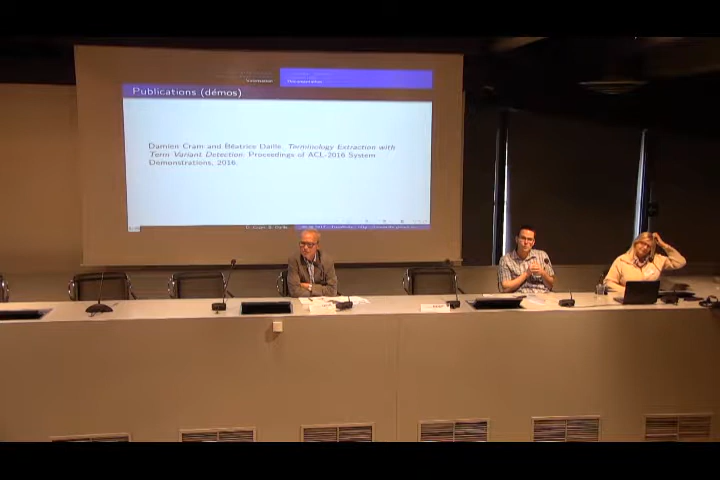 Publications (démos)
Damien Cram and Béatrice Daille. Terminology Extraction with
Term Variant Detection. Proceedings of ACL-2016 System
Demonstrations, 2016.